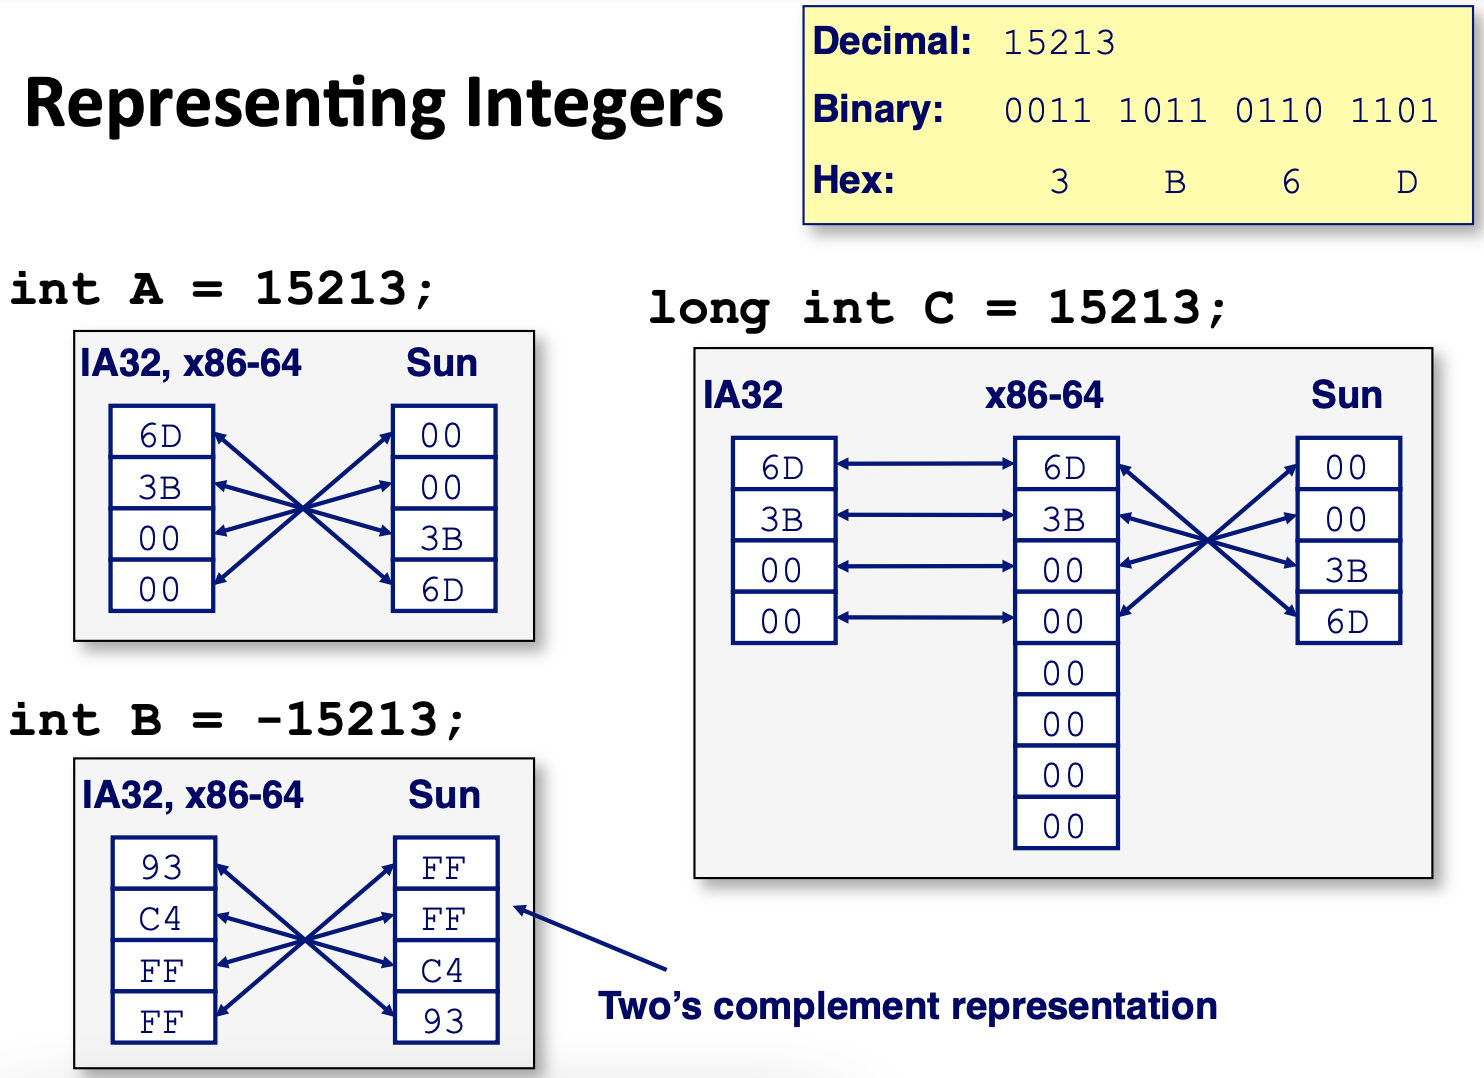 Representing Integers
Decimal: 15213
Binary: 0011 1011 0110 1101
Hex: 3 B 6 D
int A = 15213;
IA32, x86-64 Sun
6D 00
3B 00
00 3B
00 6D
int B = -15213;
IA32, x86-64 Sun
93 FF
C4 FF
FF C4
FF 93
Two’s complement representation
long int C = 15213;
IA32 x86-64 Sun
6D 6D 00
3B 3B 00
00 00 3B
00 00 6D
00
00
00
00